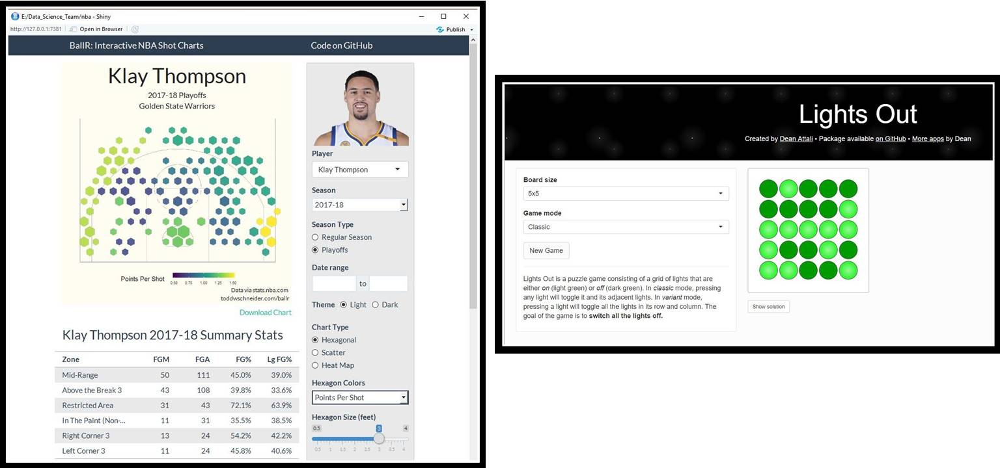 E:/Data_Science_Team/nba - Shiny
http://127.0.0.1:7381 Open in Browser
Publish
BallR: Interactive NBA Shot Charts
Code on GitHub
Klay Thompson
2017-18 Playoffs
Golden State Warriors
Points Per Shot
0.50 0.75 1.00 1.25 1.50
Data via stats.nba.com
toddwschneider.com/ballr
Download Chart
Klay Thompson 2017-18 Summary Stats
Zone FGM FGA FG% Lg FG%
Mid-Range 50 111 45.0% 39.0%
Above the Break 3 43 108 39.8% 33.6%
Restricted Area 31 43 72.1% 63.9%
In The Paint (Non-... 11 31 35.5% 38.5%
Right Corner 3 13 24 54.2% 42.2%
Left Corner 3 11 24 45.8% 40.6%
Player
Klay Thompson
Season
2017-18
Season Type
Regular Season
Playoffs
Date range
to
Theme Light Dark
Chart Type
Hexagonal
Scatter
Heat Map
Hexagon Colors
Points Per Shot
Hexagon Size (feet)
0.5 3 4
0.5 1 1.5 2 2.5 3 3.5 4
Lights Out
Created by Dean Attali • Package available on GitHub • More apps by Dean
Board size
5x5
Game mode
Classic
New Game
Lights Out is a puzzle game consisting of a grid of lights that are
either on (light green) or off (dark green). In classic mode, pressing
any light will toggle it and its adjacent lights. In variant mode,
pressing a light will toggle all the lights in its row and column. The
goal of the game is to switch all the lights off.
Show solution